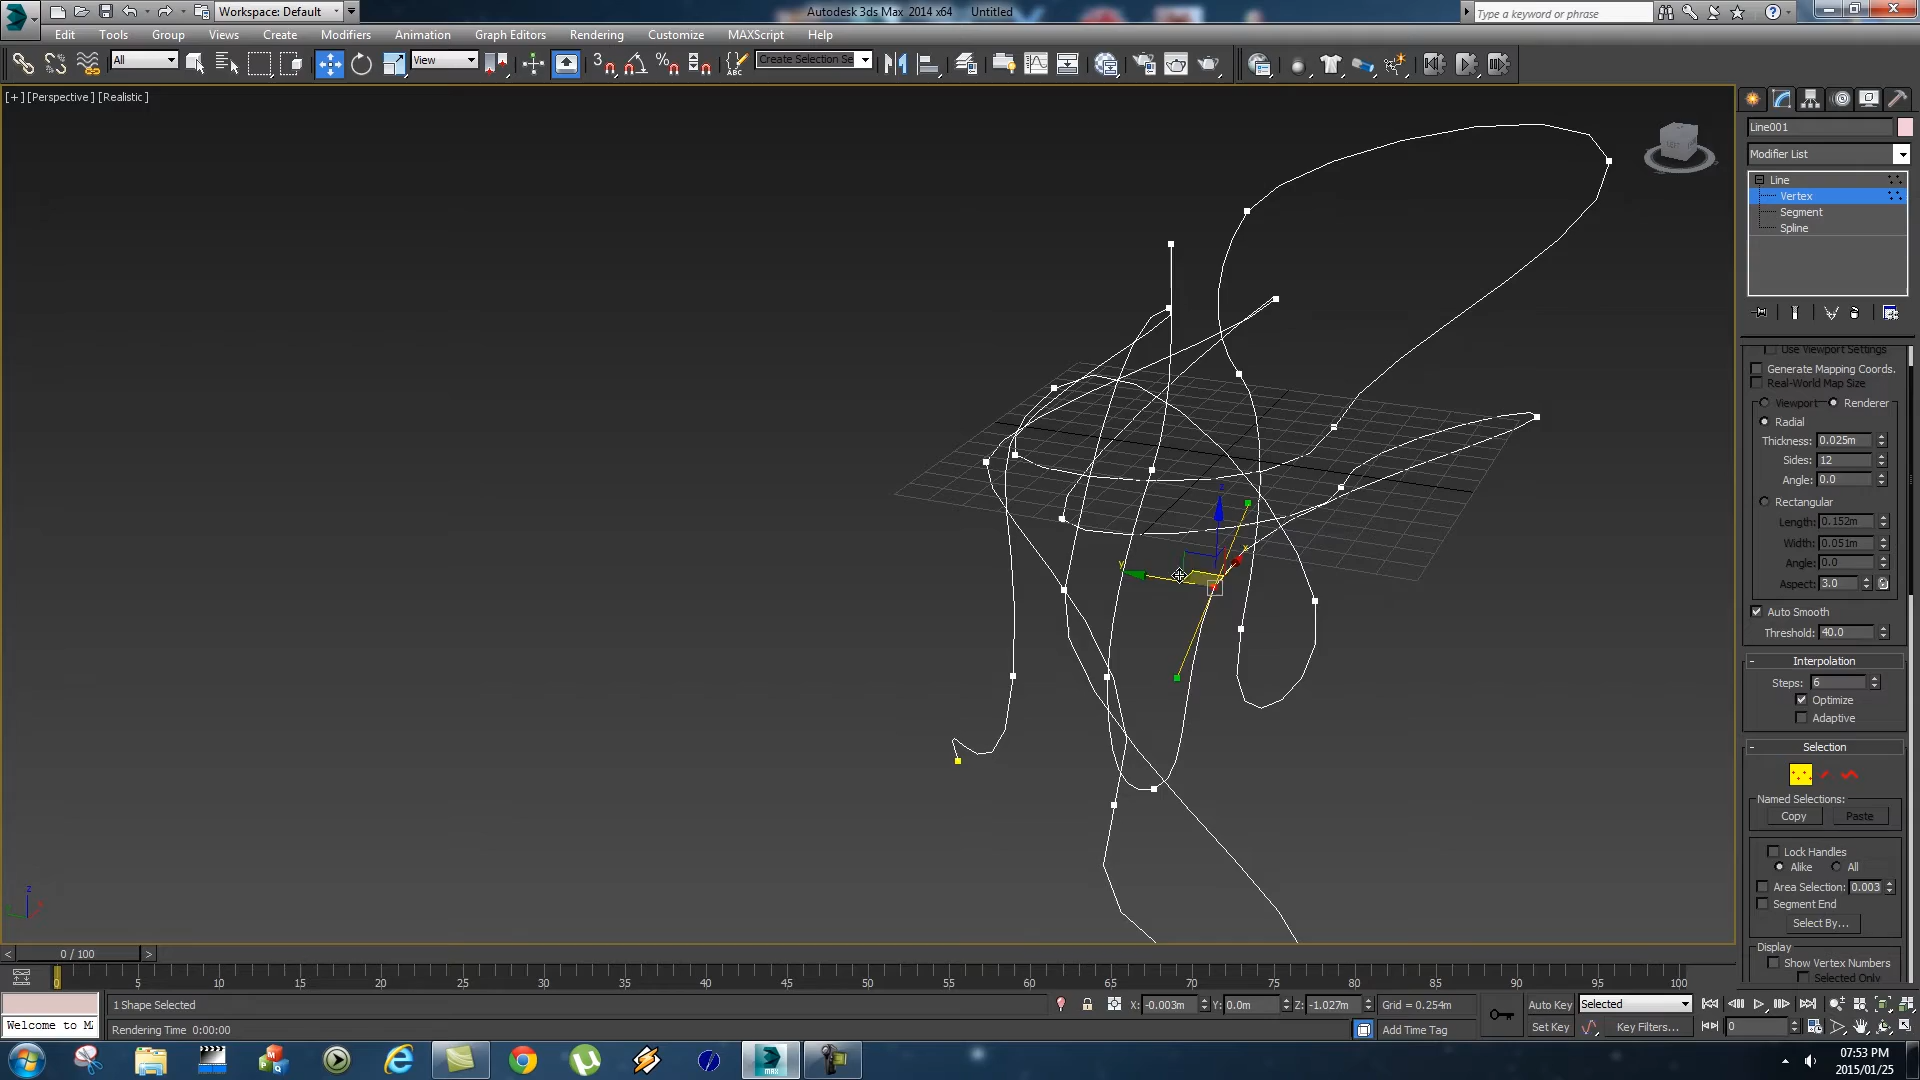 Workspace: Default
Autodesk 3ds Max 2014 x64 Untitled
Type a keyword or phrase
Edit Tools Group Views Create Modifiers Animation Graph Editors Rendering Customize MAXScript Help
All
View
3
Create Selection Se
[+] [Perspective] [Realistic]
Line001
Modifier List
Line
Vertex
Segment
Spline
Use Viewport Settings
Generate Mapping Coords.
Real-World Map Size
Viewport Renderer
Radial
Thickness: 0.025m
Sides: 12
Angle: 0.0
Rectangular
Length: 0.152m
Width: 0.051m
Angle: 0.0
Aspect: 3.0
Auto Smooth
Threshold: 40.0
- Interpolation
Steps: 6
Optimize
Adaptive
- Selection
Named Selections:
Copy Paste
Lock Handles
Alike All
Area Selection: 0.003
Segment End
Select By...
Display
Show Vertex Numbers
Selected Only
z
y
x
z
< 0 / 100 >
0 5 10 15 20 25 30 35 40 45 50 55 60 65 70 75 80 85 90 95 100
1 Shape Selected
X: -0.003m Y: 0.0m Z: -1.027m Grid = 0.254m
Auto Key Selected
Welcome to M
Rendering Time 0:00:00
Add Time Tag
Set Key Key Filters... 0
07:53 PM
2015/01/25